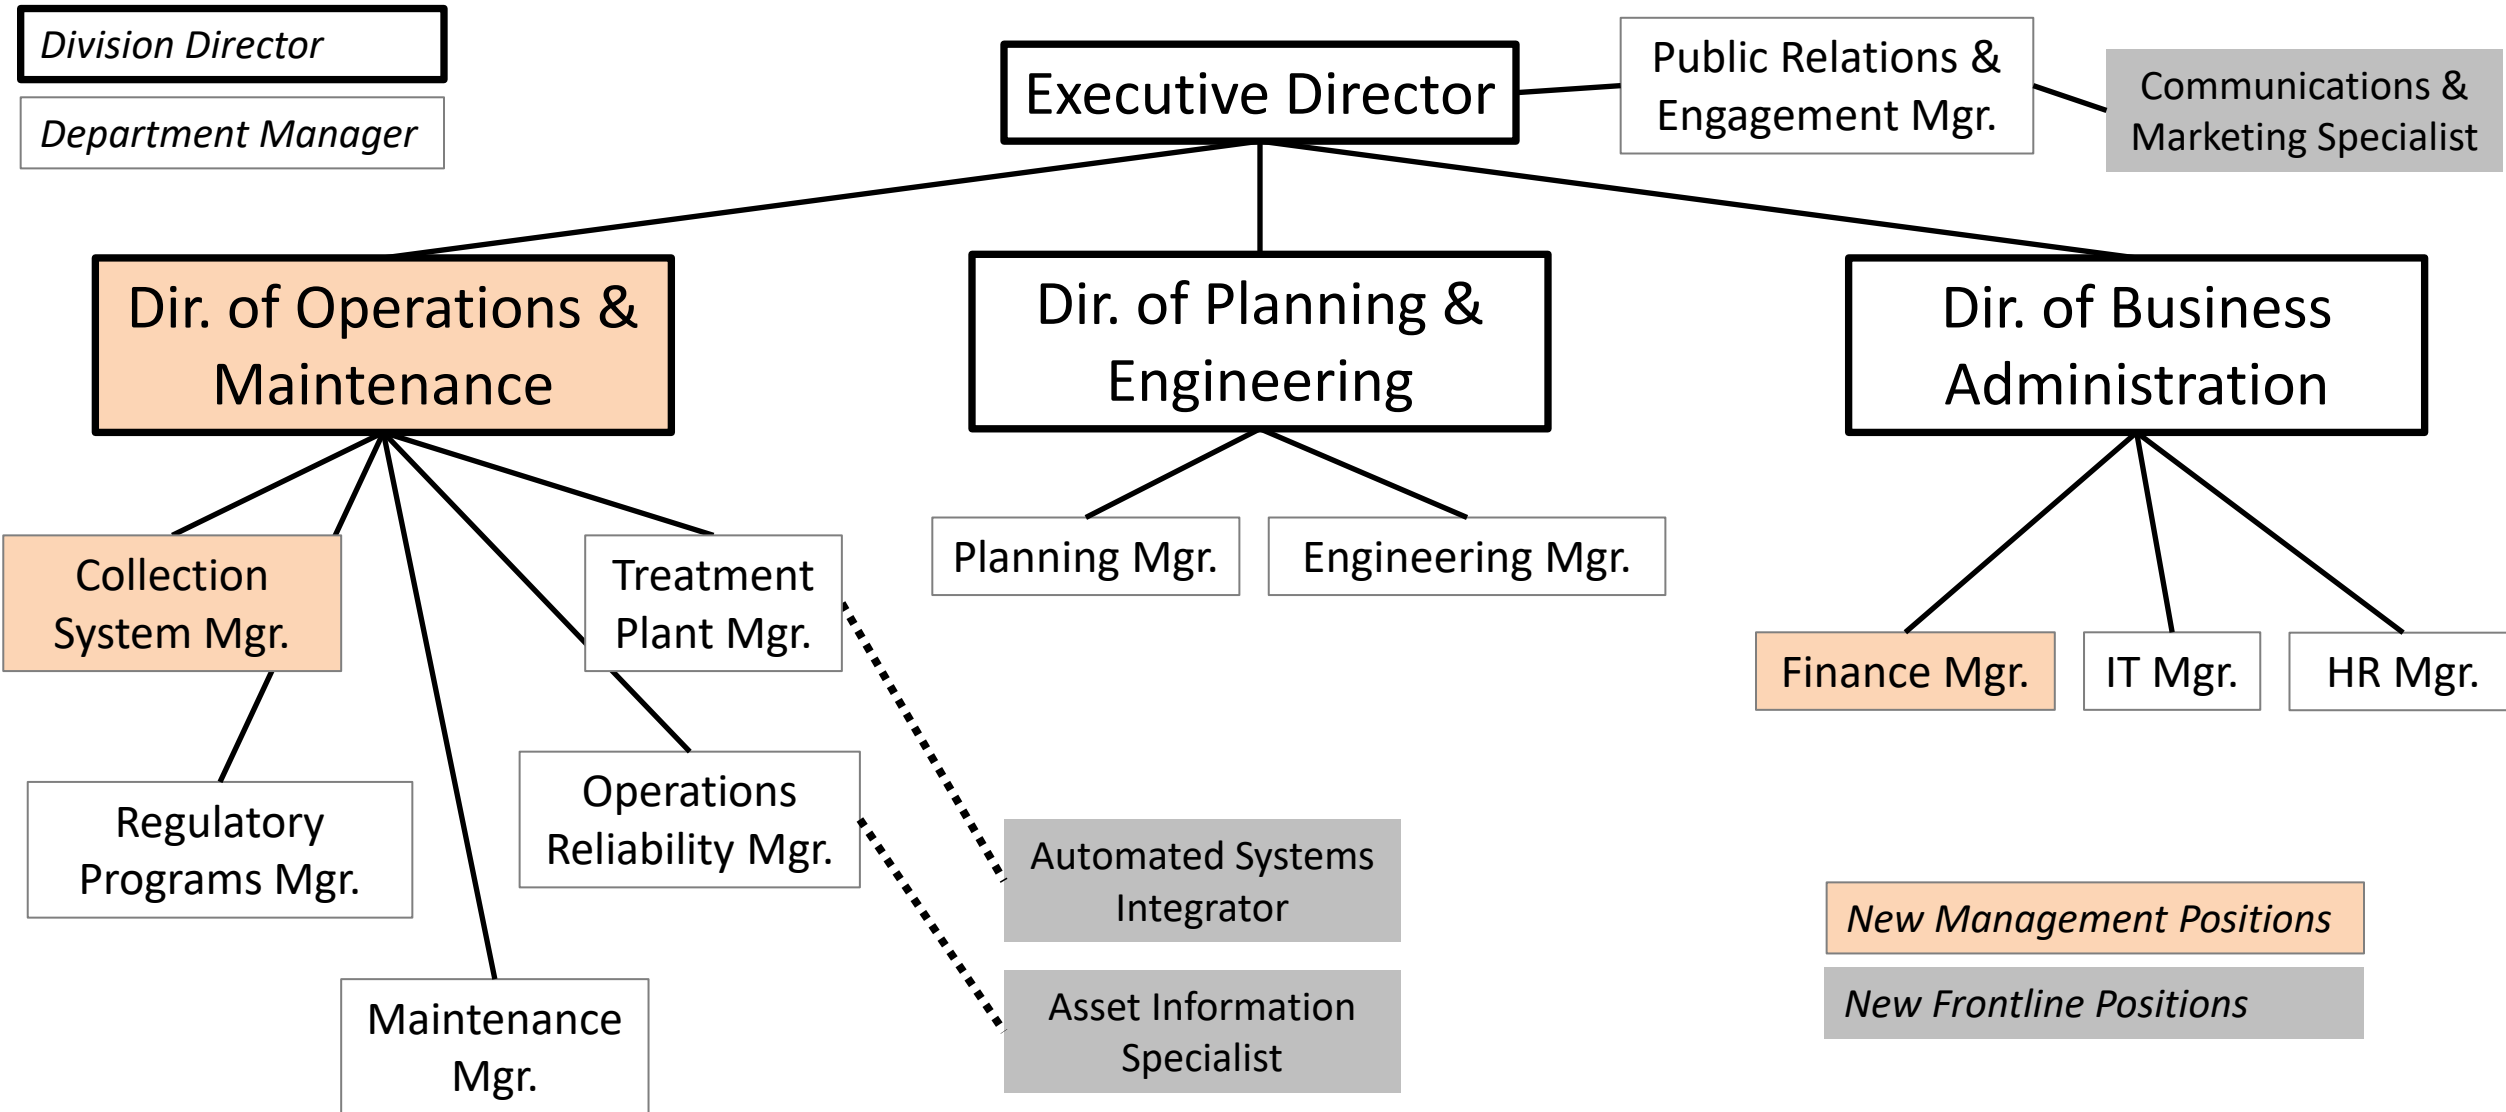 Division Director
Department Manager
Executive Director
Public Relations &
Engagement Mgr.
Communications &
Marketing Specialist
Dir. of Operations &
Maintenance
Dir. of Planning &
Engineering
Dir. of Business
Administration
Collection
System Mgr.
Treatment
Plant Mgr.
Planning Mgr.
Engineering Mgr.
Finance Mgr.
IT Mgr.
HR Mgr.
Regulatory
Programs Mgr.
Operations
Reliability Mgr.
Automated Systems
Integrator
Maintenance
Mgr.
Asset Information
Specialist
New Management Positions
New Frontline Positions